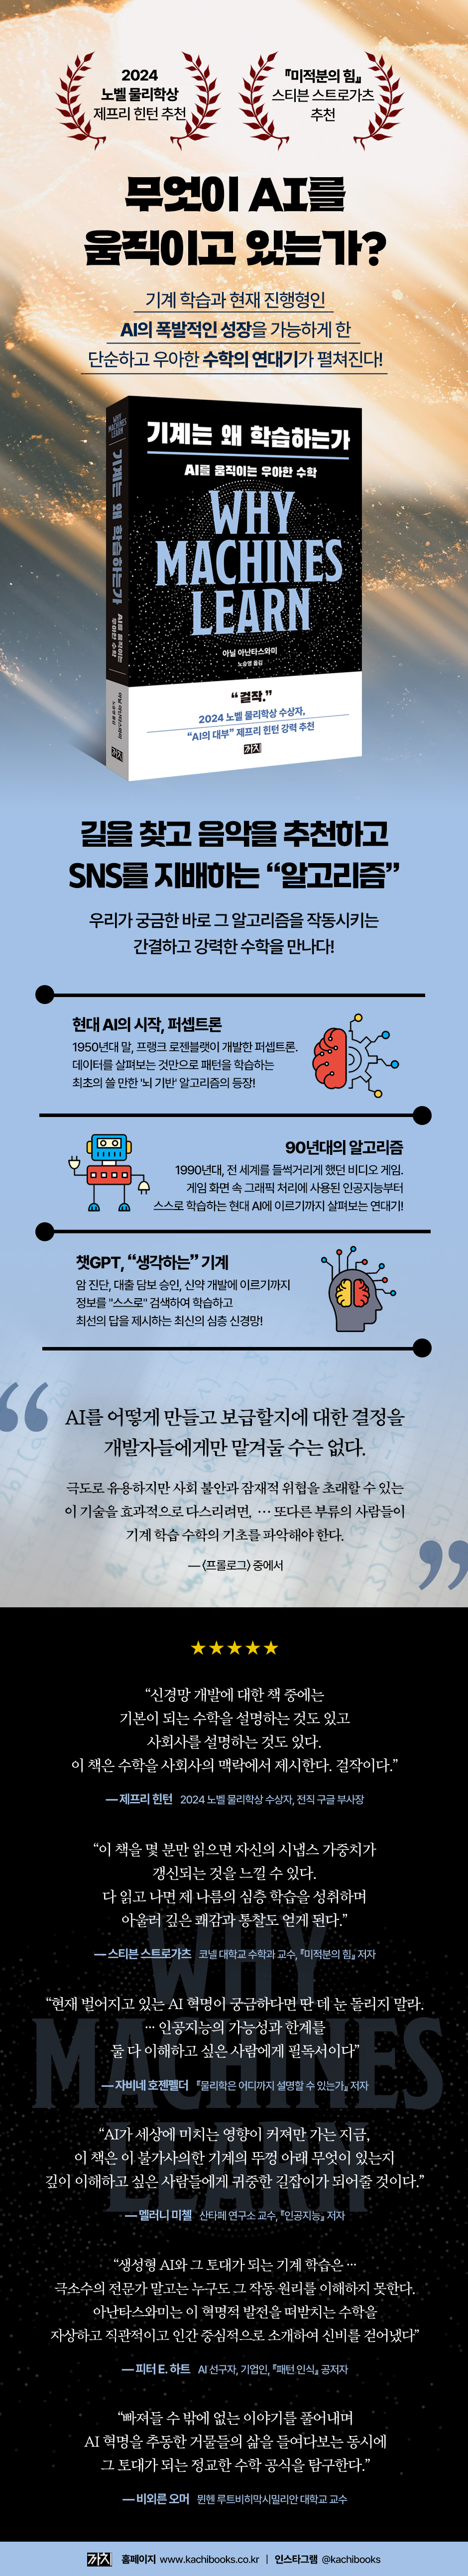 2024
노벨 물리학상
제프리 힌턴 추천
『미적분의 힘』
스티븐 스트로가츠
추천
무엇이 AI를
움직이고 있는가?
기계 학습과 현재 진행형인
AI의 폭발적인 성장을 가능하게 한
단순하고 우아한 수학의 연대기가 펼쳐진다!
WHY
MACHINES
LEARN
기계는 왜 학습하는가
AI를 움직이는
우아한 수학
아닐 아난타스와미
노승영 옮김
까치
기계는 왜 학습하는가
AI를 움직이는 우아한 수학
WHY
MACHINES
LEARN
아닐 아난타스와미
노승영 옮김
“걸작.”
2024 노벨 물리학상 수상자,
“AI의 대부” 제프리 힌턴 강력 추천
까치
길을 찾고 음악을 추천하고
SNS를 지배하는 “알고리즘”
우리가 궁금한 바로 그 알고리즘을 작동시키는
간결하고 강력한 수학을 만나다!
현대 AI의 시작, 퍼셉트론
1950년대 말, 프랭크 로젠블랫이 개발한 퍼셉트론.
데이터를 살펴보는 것만으로 패턴을 학습하는
최초의 쓸 만한 '뇌 기반' 알고리즘의 등장!
90년대의 알고리즘
1990년대, 전 세계를 들썩거리게 했던 비디오 게임.
게임 화면 속 그래픽 처리에 사용된 인공지능부터
스스로 학습하는 현대 AI에 이르기까지 살펴보는 연대기!
챗GPT, “생각하는” 기계
암 진단, 대출 담보 승인, 신약 개발에 이르기까지
정보를 "스스로" 검색하여 학습하고
최선의 답을 제시하는 최신의 심층 신경망!
“
AI를 어떻게 만들고 보급할지에 대한 결정을
개발자들에게만 맡겨둘 수는 없다.
극도로 유용하지만 사회 불안과 잠재적 위협을 초래할 수 있는
이 기술을 효과적으로 다스리려면, … 또다른 부류의 사람들이
기계 학습 수학의 기초를 파악해야 한다.
—〈프롤로그〉 중에서
”
★★★★★
“신경망 개발에 대한 책 중에는
기본이 되는 수학을 설명하는 것도 있고
사회사를 설명하는 것도 있다.
이 책은 수학을 사회사의 맥락에서 제시한다. 걸작이다.”
— 제프리 힌턴 2024 노벨 물리학상 수상자, 전직 구글 부사장
“이 책을 몇 분만 읽으면 자신의 시냅스 가중치가
갱신되는 것을 느낄 수 있다.
다 읽고 나면 제 나름의 심층 학습을 성취하며
아울러 깊은 쾌감과 통찰도 얻게 된다.”
— 스티븐 스트로가츠 코넬 대학교 수학과 교수, 『미적분의 힘』 저자
“현재 벌어지고 있는 AI 혁명이 궁금하다면 딴 데 눈 돌리지 말라.
… 인공지능의 가능성과 한계를
둘 다 이해하고 싶은 사람에게 필독서이다”
— 자비네 호젠펠더 『물리학은 어디까지 설명할 수 있는가』 저자
“AI가 세상에 미치는 영향이 커져만 가는 지금,
이 책은 이 불가사의한 기계의 뚜껑 아래 무엇이 있는지
깊이 이해하고 싶은 사람들에게 귀중한 길잡이가 되어줄 것이다.”
— 멜러니 미첼 산타페 연구소 교수, 『인공지능』 저자
“생성형 AI와 그 토대가 되는 기계 학습은 …
극소수의 전문가 말고는 누구도 그 작동 원리를 이해하지 못한다.
아난타스와미는 이 혁명적 발전을 떠받치는 수학을
자상하고 직관적이고 인간 중심적으로 소개하여 신비를 걷어냈다”
— 피터 E. 하트 AI 선구자, 기업인, 『패턴 인식』 공저자
“빠져들 수 밖에 없는 이야기를 풀어내며
AI 혁명을 추동한 거물들의 삶을 들여다보는 동시에
그 토대가 되는 정교한 수학 공식을 탐구한다.”
— 비외른 오머 뮌헨 루트비히막시밀리안 대학교 교수
WHY
MACHINES
LEARN
까치 홈페이지 www.kachibooks.co.kr | 인스타그램 @kachibooks